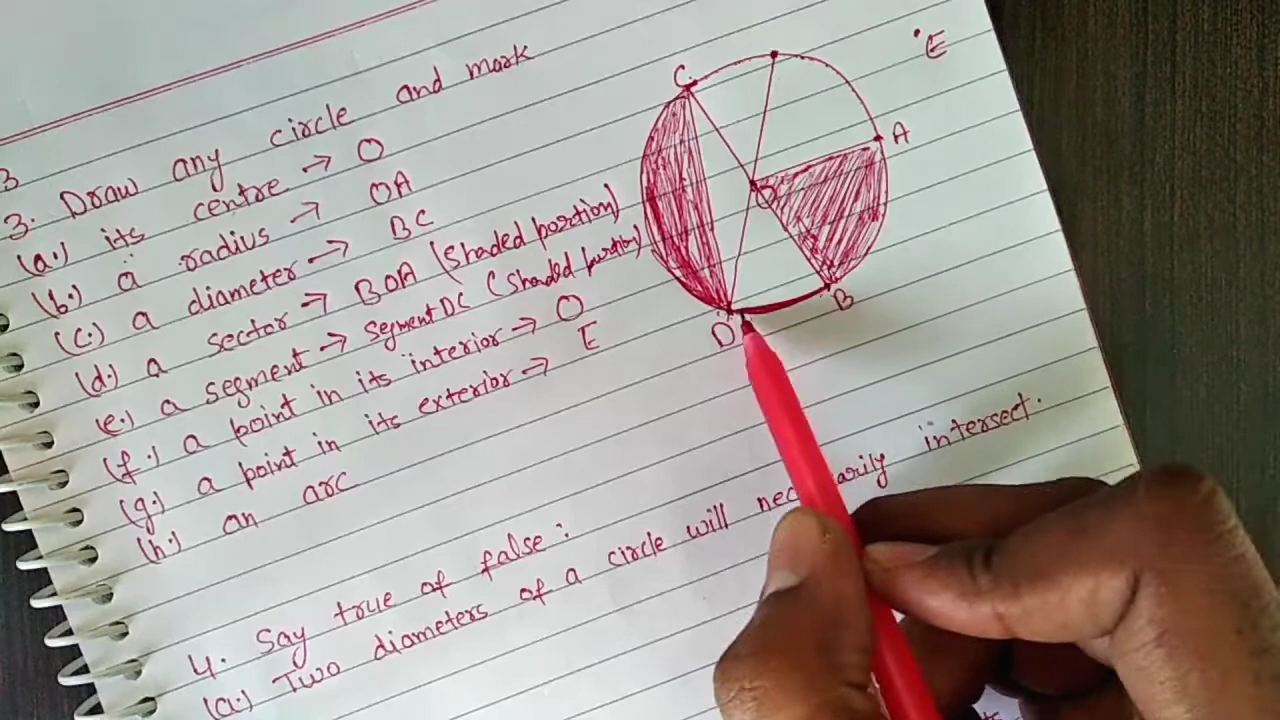 3
3. Draw any circle and mark
(a.) its centre → O
(b.) a radius → OA
(c.) a diameter → BC
(d.) a sector → BOA (shaded portion)
(e.) a segment → segment DC (shaded portion)
(f.) a point in its interior → O
(g.) a point in its exterior → E
(h.) an arc
C
E
A
O
B
D
4. Say true of false :
(a.) Two diameters of a circle will necessarily intersect.